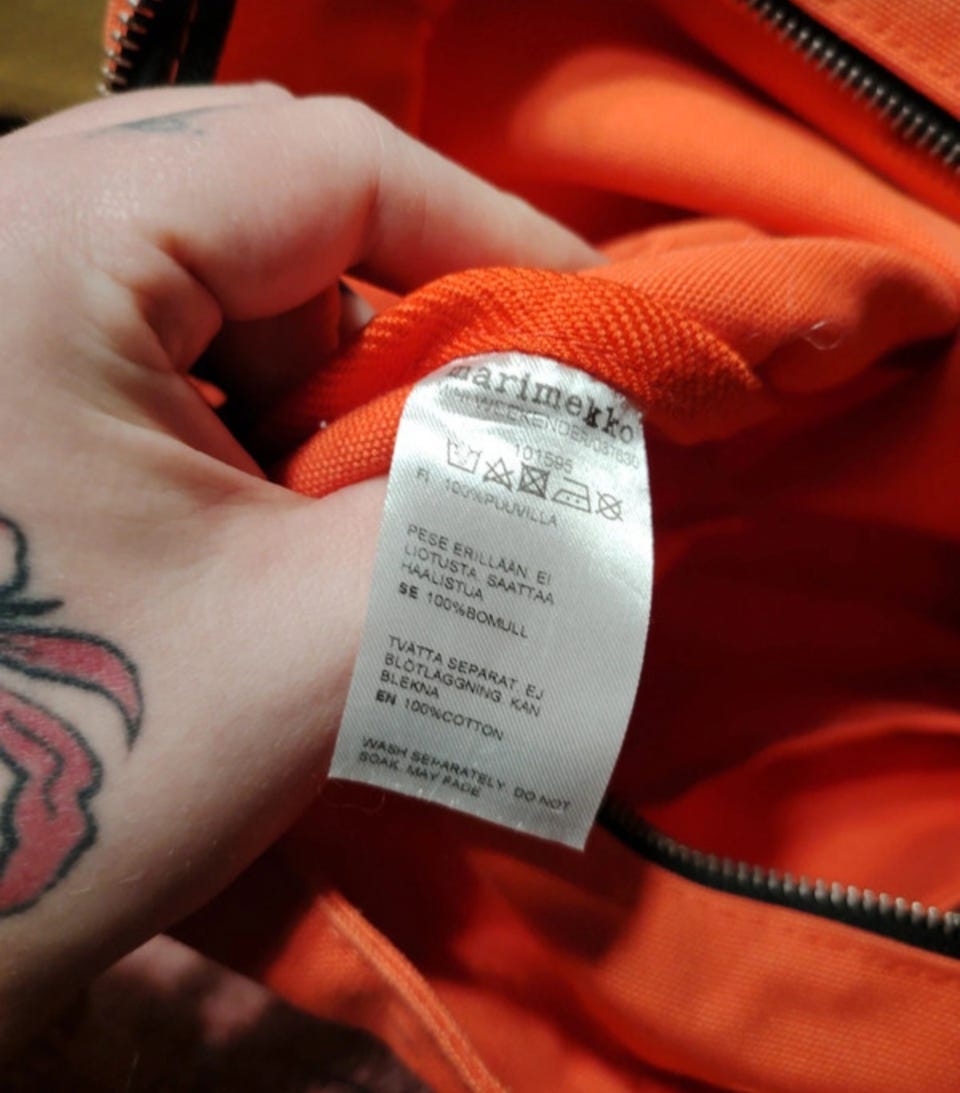 marimekko
WEEKENDER/037630
101595
FI 100%PUUVILLA
PESE ERILLÄÄN. EI
LIOTUSTA. SAATTAA
HAALISTUA
SE 100%BOMULL
TVÄTTA SEPARAT. EJ
BLÖTLÄGGNING. KAN
BLEKNA
EN 100%COTTON
WASH SEPARATELY. DO NOT
SOAK. MAY FADE